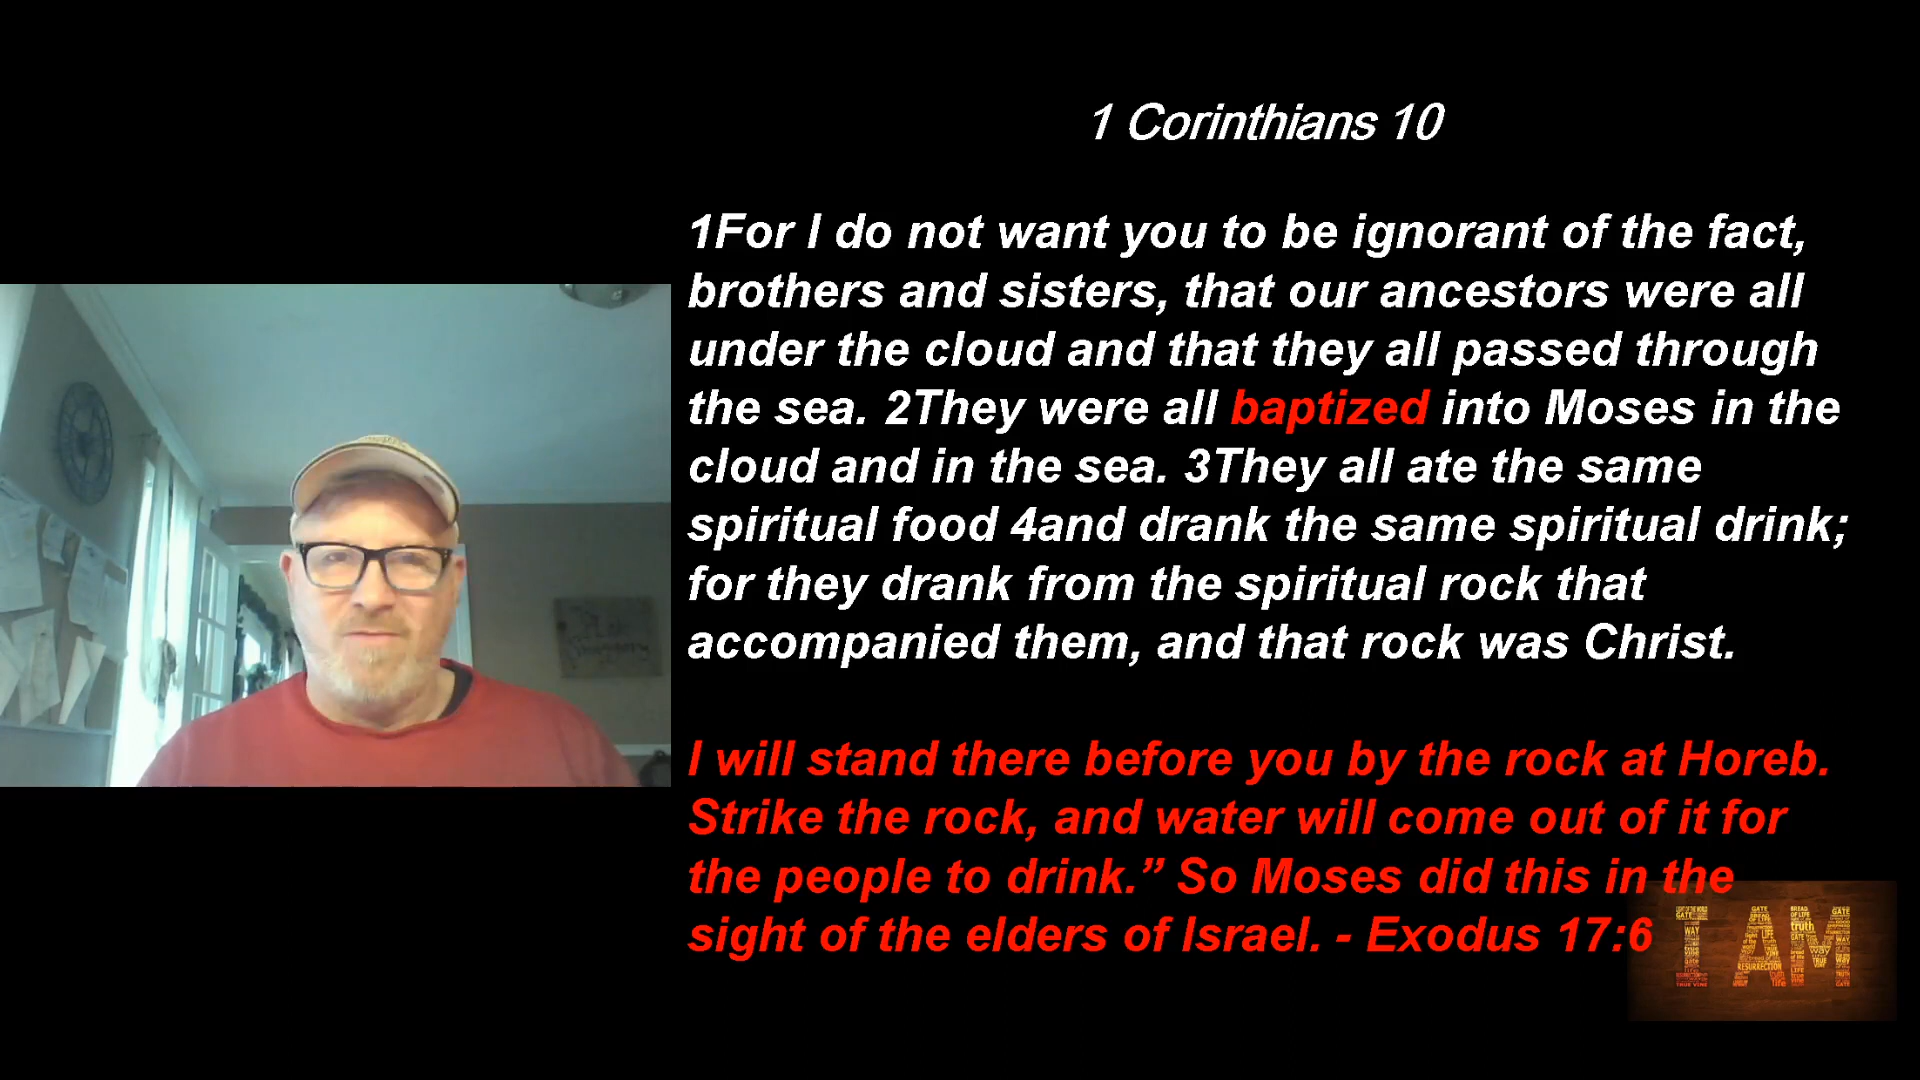 1 Corinthians 10
1For I do not want you to be ignorant of the fact,
brothers and sisters, that our ancestors were all
under the cloud and that they all passed through
the sea. 2They were all baptized into Moses in the
cloud and in the sea. 3They all ate the same
spiritual food 4and drank the same spiritual drink;
for they drank from the spiritual rock that
accompanied them, and that rock was Christ.
I will stand there before you by the rock at Horeb.
Strike the rock, and water will come out of it for
the people to drink.” So Moses did this in the
sight of the elders of Israel. - Exodus 17:6
I AM